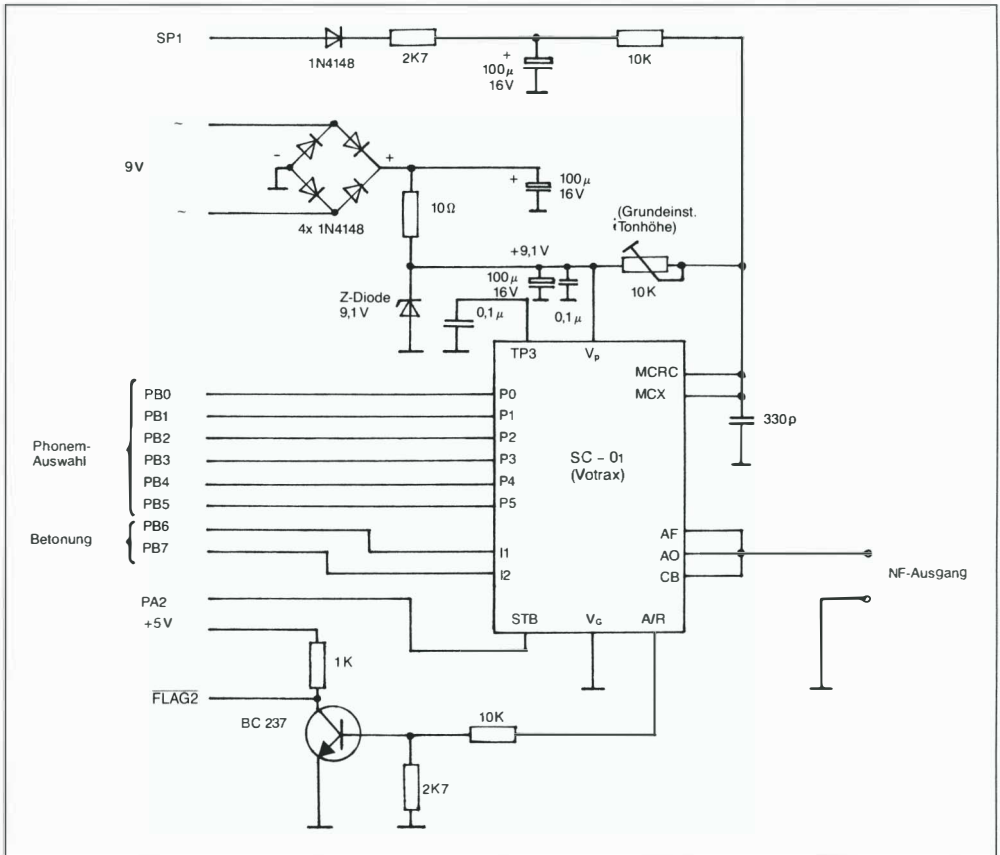 SP1
1N4148
2K7
+
100µ
16V
10K
~
9V
~
-
+
4x 1N4148
10Ω
+
100µ
16V
(Grundeinst.
Tonhöhe)
+9,1V
100µ
16V
10K
Z-Diode
9,1V
0,1µ
0,1µ
TP3
Vp
MCRC
MCX
330p
Phonem-
Auswahl
PB0
PB1
PB2
PB3
PB4
PB5
P0
P1
P2
P3
P4
P5
SC – 01
(Votrax)
Betonung
PB6
PB7
I1
I2
AF
AO
CB
NF-Ausgang
PA2
+5V
STB
VG
A/R
1K
FLAG2
BC 237
10K
2K7